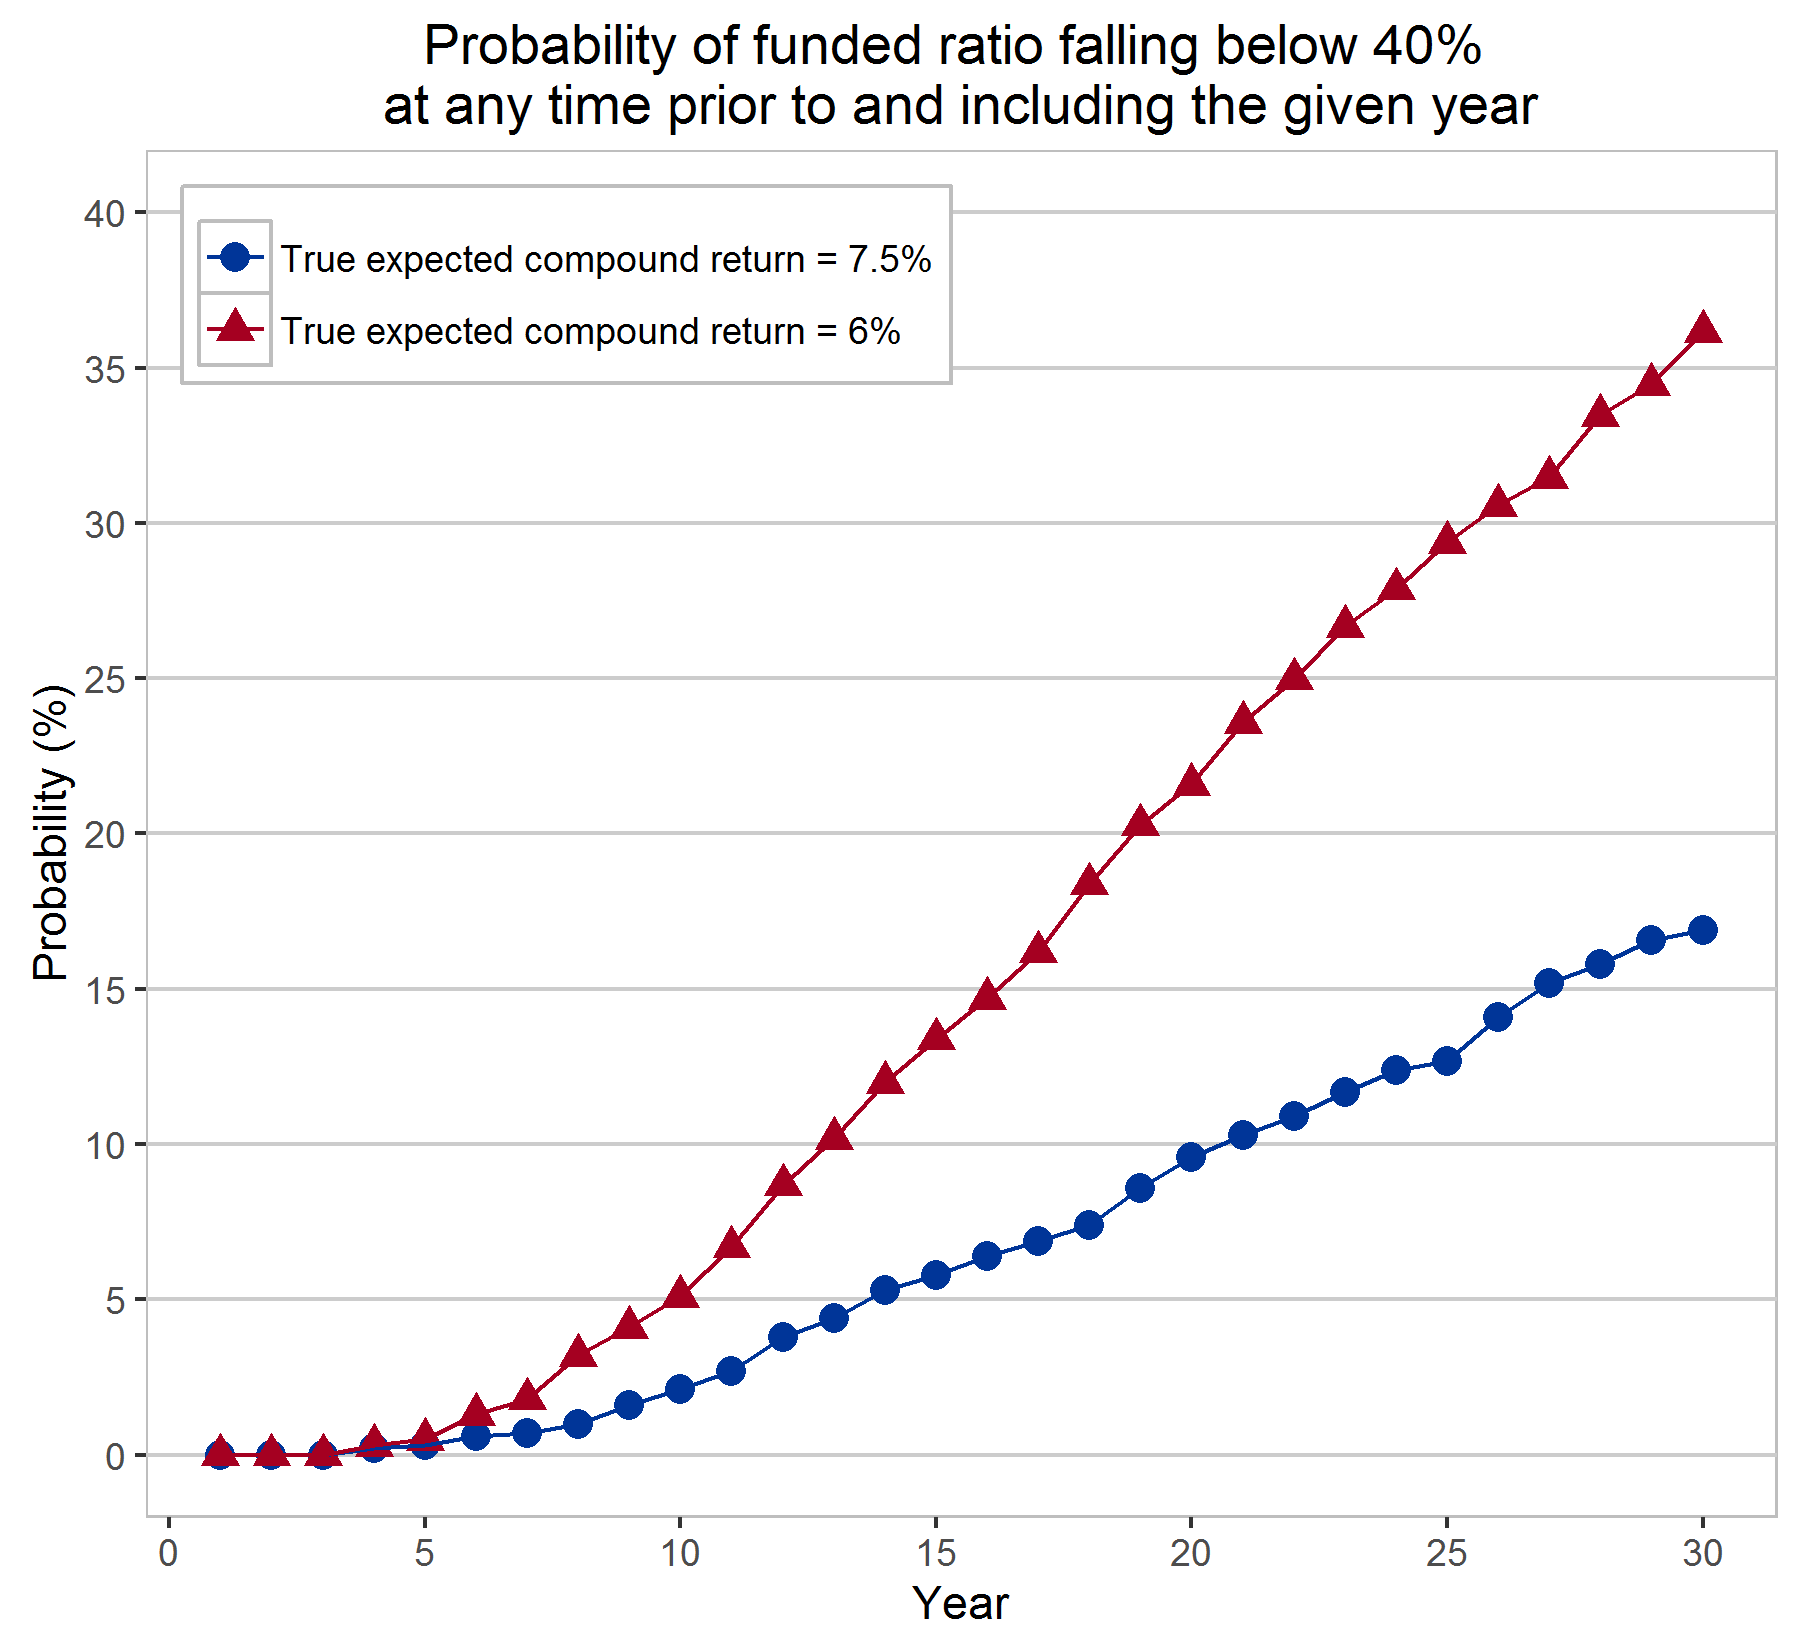 Probability of funded ratio falling below 40%
at any time prior to and including the given year
True expected compound return = 7.5%
True expected compound return = 6%
Probability (%)
40
35
30
25
20
15
10
5
0
0 5 10 15 20 25 30
Year